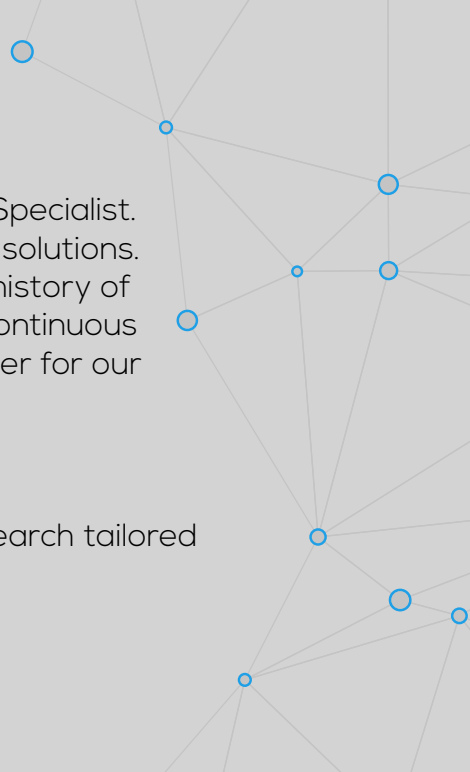 Specialist.
solutions.
history of
ontinuous
er for our
earch tailored